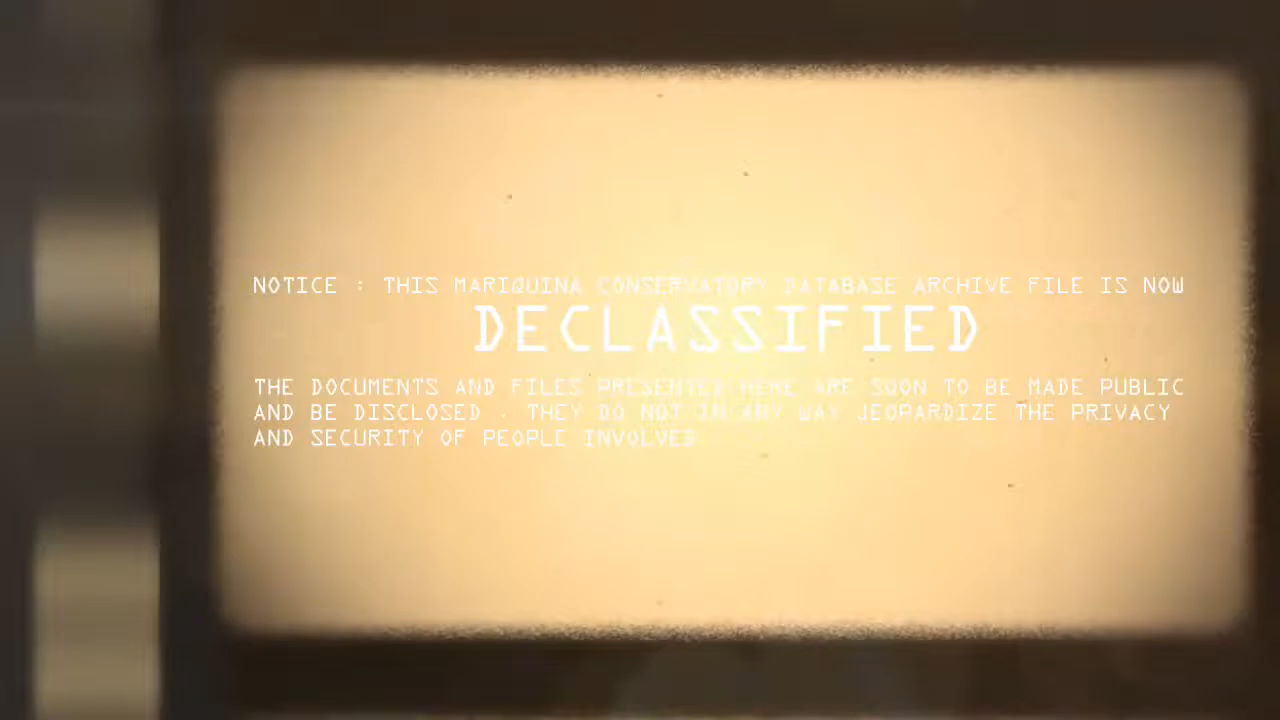 NOTICE : THIS MARIQUINA CONSERVATORY DATABASE ARCHIVE FILE IS NOW
DECLASSIFIED
THE DOCUMENTS AND FILES PRESENTED HERE ARE SOON TO BE MADE PUBLIC
AND BE DISCLOSED . THEY DO NOT IN ANY WAY JEOPARDIZE THE PRIVACY
AND SECURITY OF PEOPLE INVOLVED